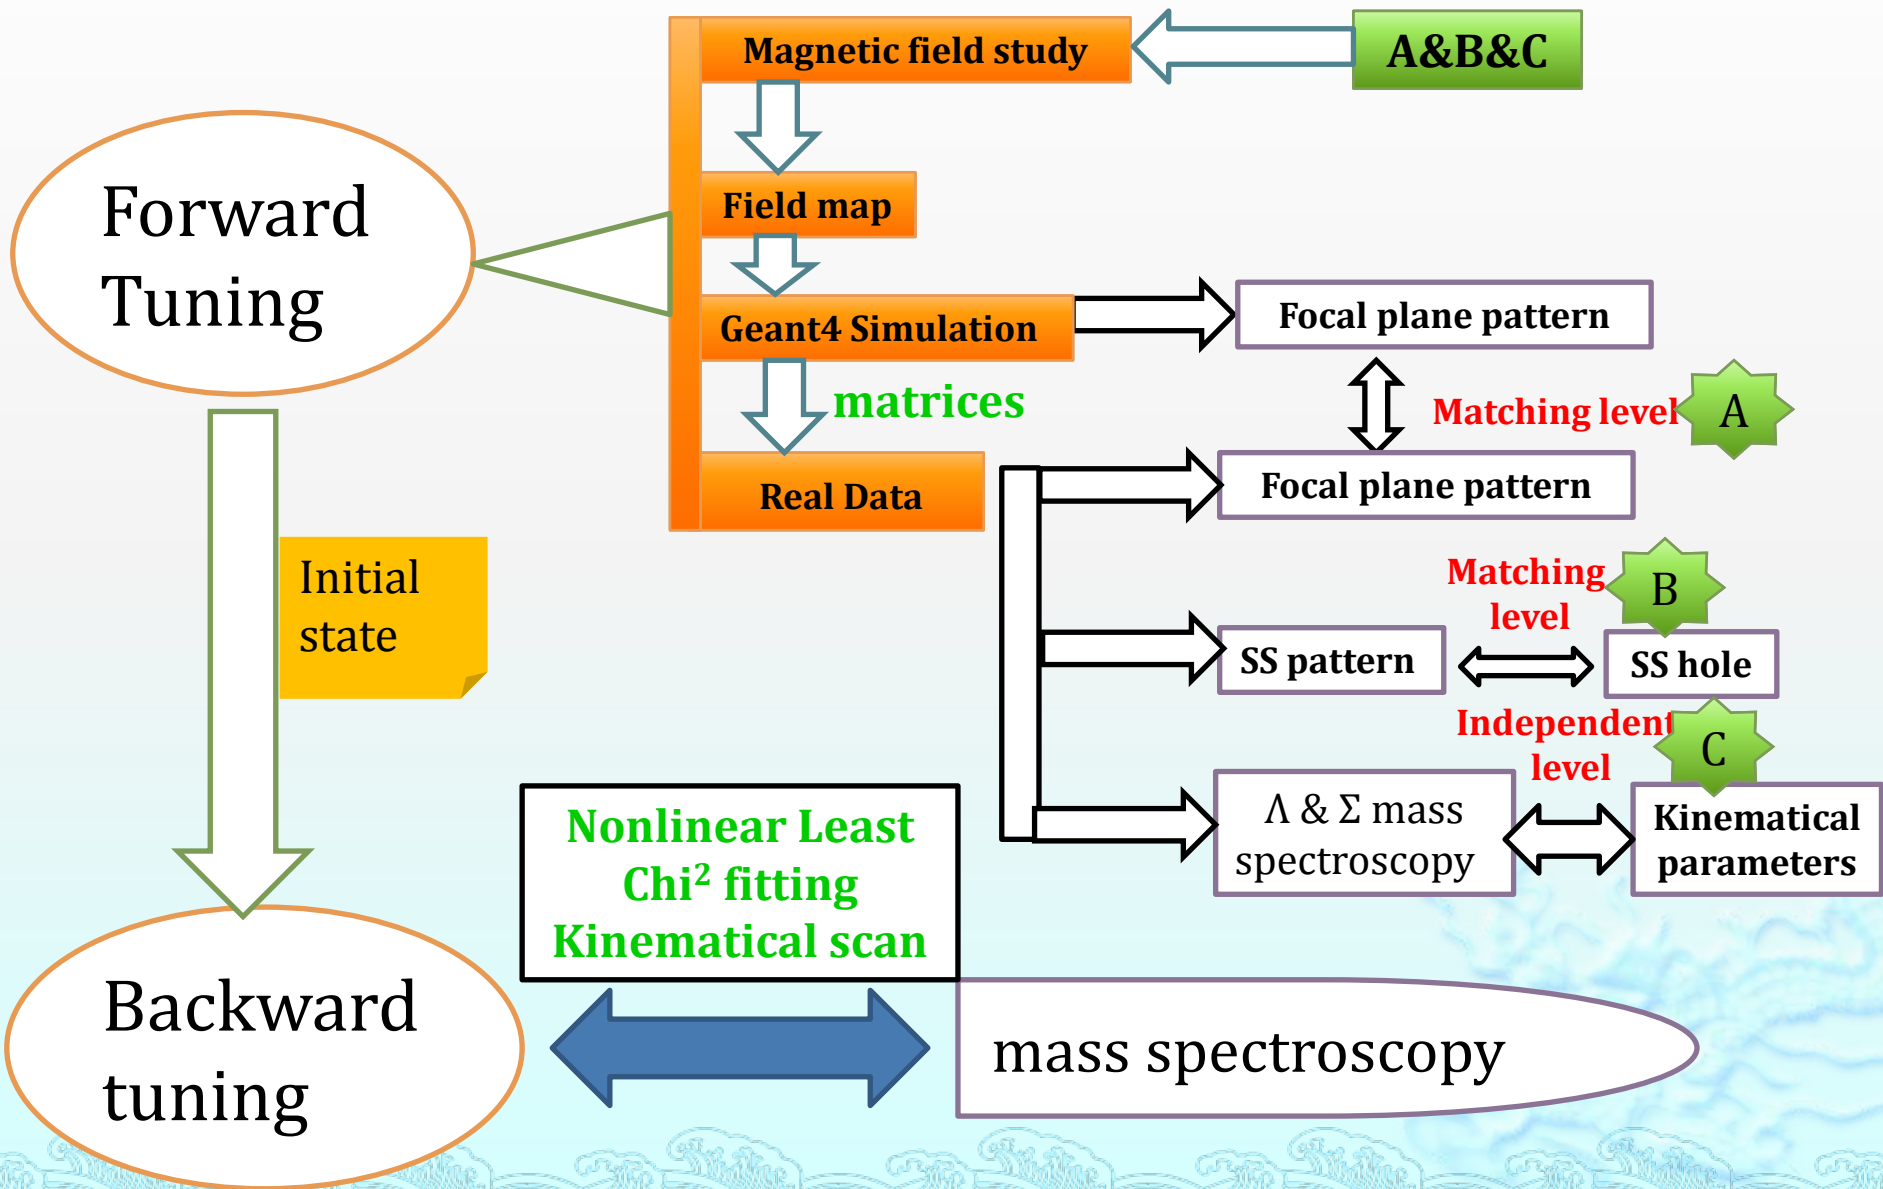 Magnetic field study
A&B&C
Forward
Tuning
Field map
Geant4 Simulation
Focal plane pattern
matrices
Matching level
A
Real Data
Focal plane pattern
Initial
state
Matching
level
B
SS pattern
SS hole
Independent
level
C
Λ & Σ mass
spectroscopy
Kinematical
parameters
Nonlinear Least
Chi² fitting
Kinematical scan
Backward
tuning
mass spectroscopy